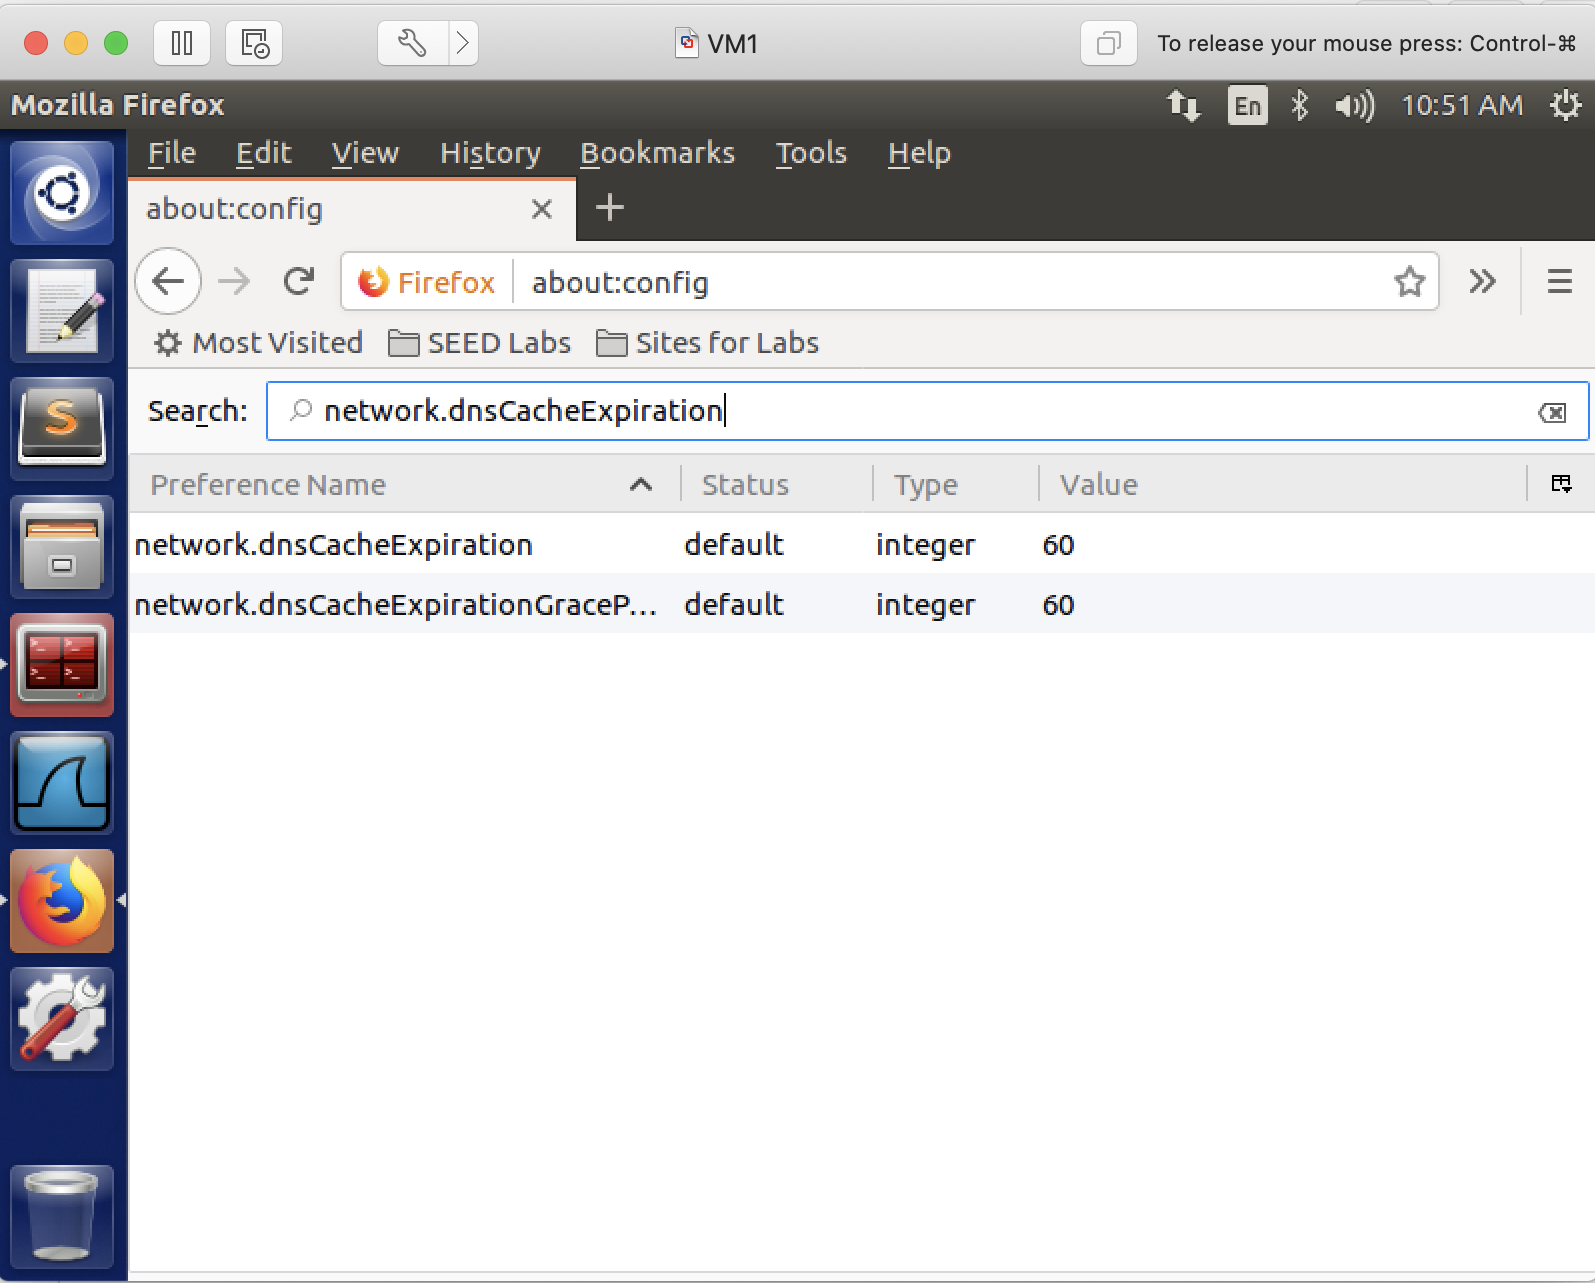 VM1
To release your mouse press: Control-⌘
Mozilla Firefox
En
10:51 AM
File Edit View History Bookmarks Tools Help
about:config
Firefox about:config
Most Visited SEED Labs Sites for Labs
Search: network.dnsCacheExpiration
Preference Name Status Type Value
network.dnsCacheExpiration default integer 60
network.dnsCacheExpirationGraceP... default integer 60